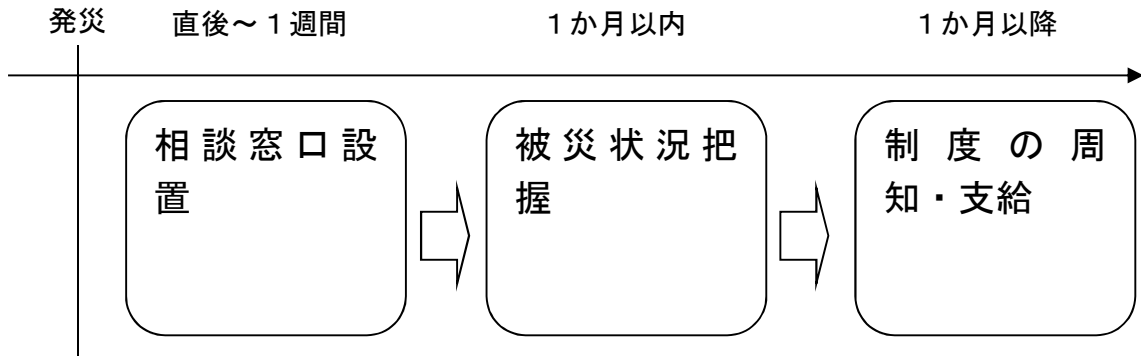 発災 直後～１週間 １か月以内 １か月以降
相談窓口設
置
被災状況把
握
制度の周
知・支給